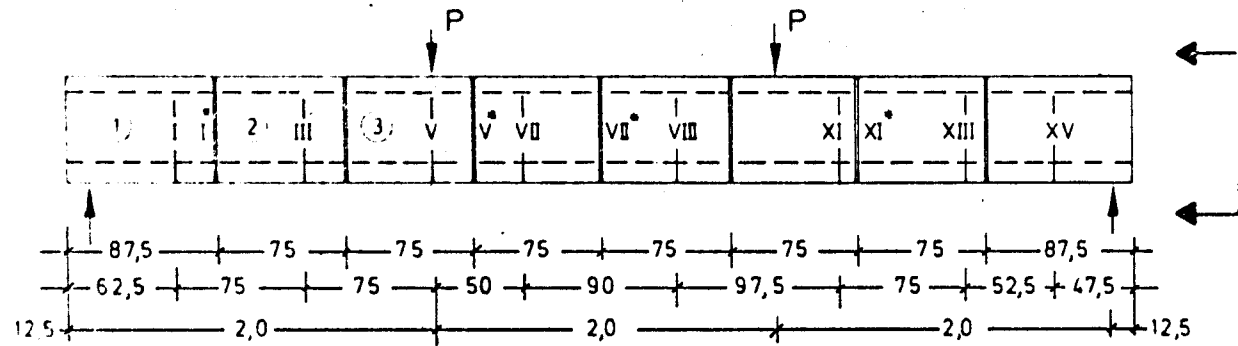 P P
1 I I* 2 III 3 V V* VII VII* VIII XI XI* XIII XV
87,5 75 75 75 75 75 75 87,5
62,5 75 75 50 90 97,5 75 52,5 47,5
12,5 2,0 2,0 2,0 12,5